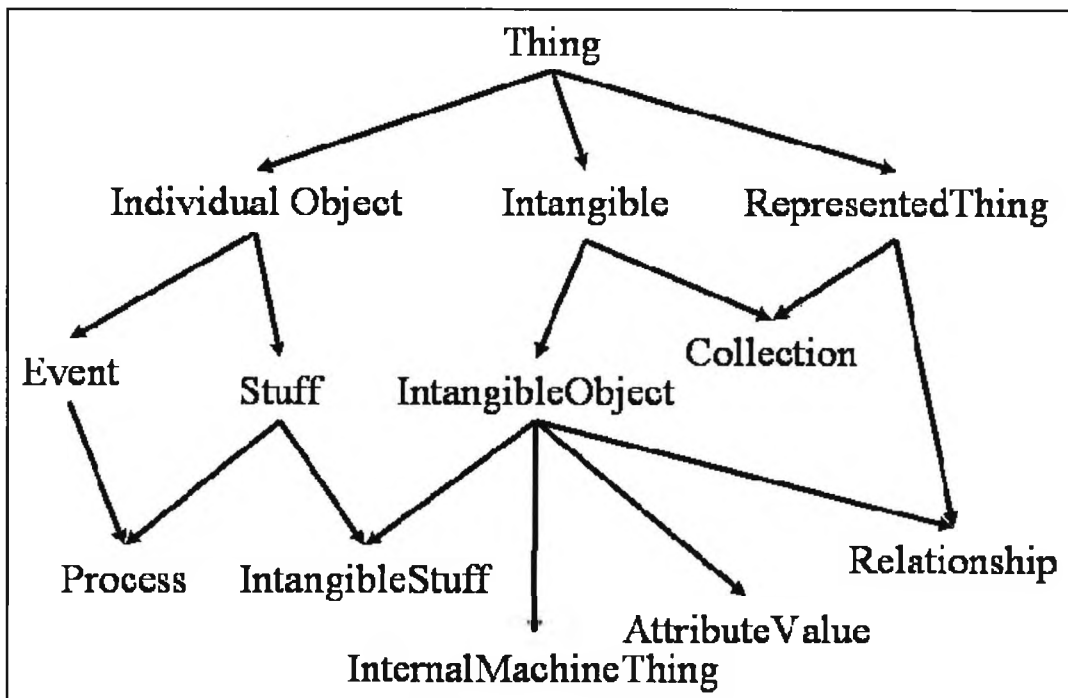 Thing
Individual Object
Intangible
RepresentedThing
Event
Stuff
IntangibleObject
Collection
Process
IntangibleStuff
Relationship
AttributeValue
InternalMachineThing